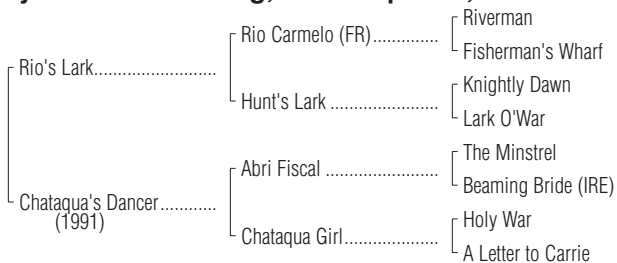 Riverman
Rio Carmelo (FR)..............
Fisherman's Wharf
Rio's Lark..........................
Knightly Dawn
Hunt's Lark .......................
Lark O'War
The Minstrel
Abri Fiscal ........................
Beaming Bride (IRE)
Chataqua's Dancer............
(1991)
Holy War
Chataqua Girl....................
A Letter to Carrie